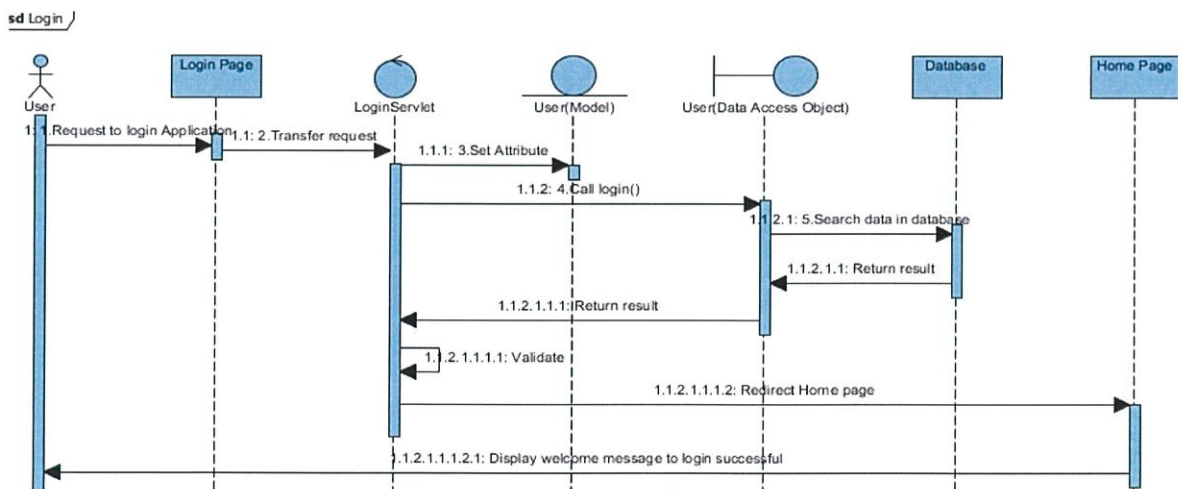 sd Login
Login Page
Database
Home Page
User
LoginServlet
User(Model)
User(Data Access Object)
1: 1.Request to login Application
1.1: 2.Transfer request
1.1.1: 3.Set Attribute
1.1.2: 4.Call login()
1.1.2.1: 5.Search data in database
1.1.2.1.1: Return result
1.1.2.1.1.1: Return result
1.1.2.1.1.1.1: Validate
1.1.2.1.1.1.2: Redirect Home page
1.1.2.1.1.1.2.1: Display welcome message to login successful